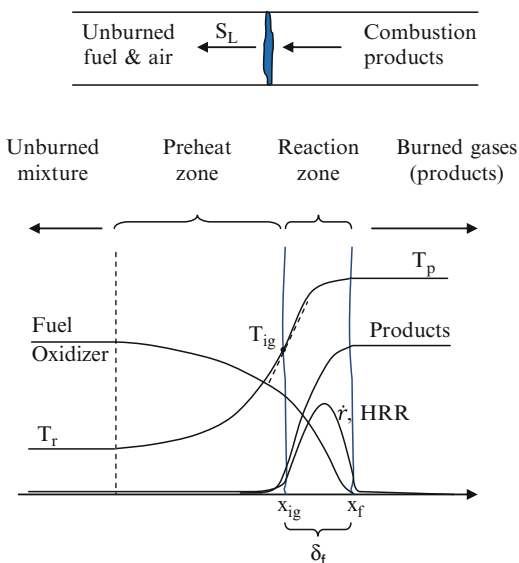 Unburned
fuel & air
S_L
Combustion
products
Unburned
mixture
Preheat
zone
Reaction
zone
Burned gases
(products)
T_p
Fuel
Oxidizer
T_ig
Products
T_r
ṙ, HRR
x_ig
x_f
δ_f